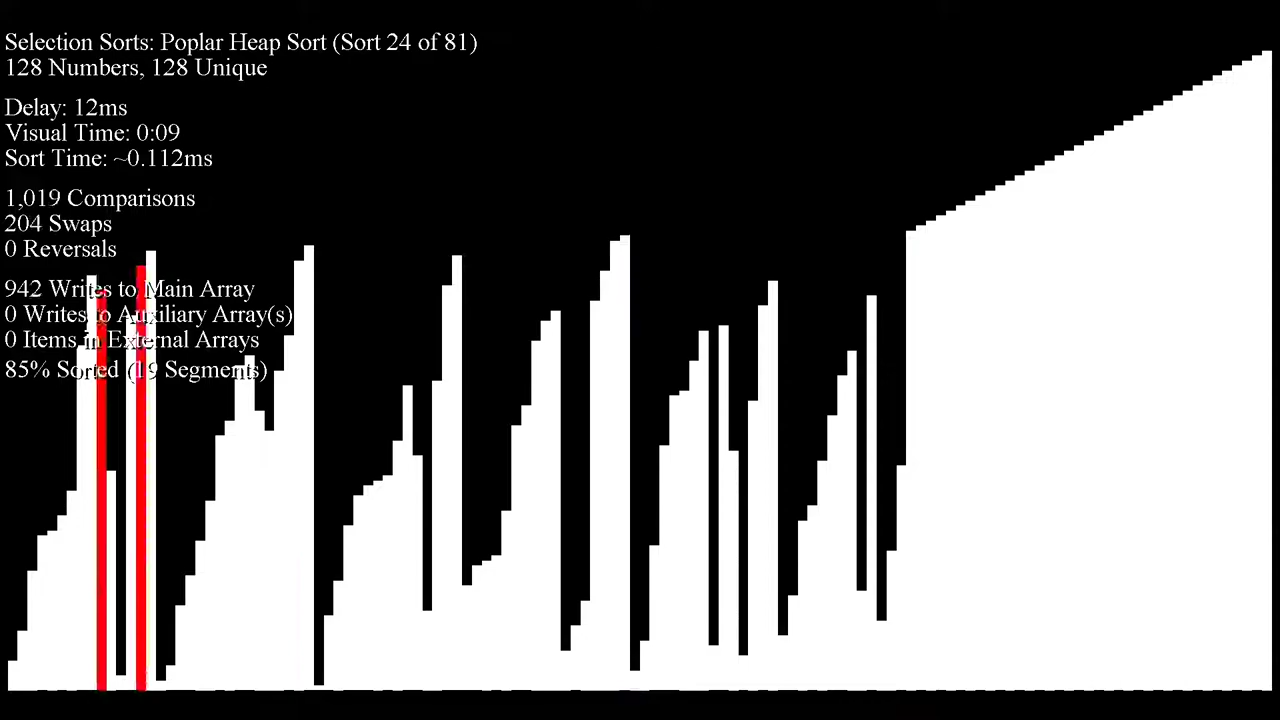 Selection Sorts: Poplar Heap Sort (Sort 24 of 81)
128 Numbers, 128 Unique
Delay: 12ms
Visual Time: 0:09
Sort Time: ~0.112ms
1,019 Comparisons
204 Swaps
0 Reversals
942 Writes to Main Array
0 Writes to Auxiliary Array(s)
0 Items in External Arrays
85% Sorted (19 Segments)